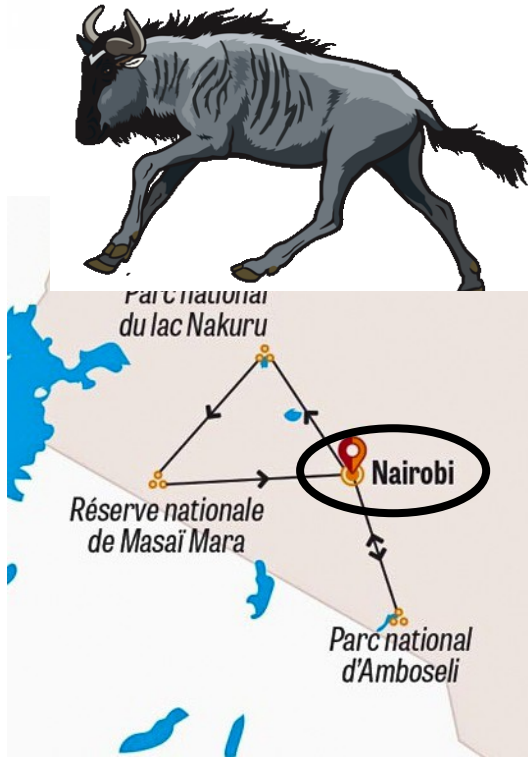 Parc national
du lac Nakuru
Nairobi
Réserve nationale
de Masaï Mara
Parc national
d'Amboseli